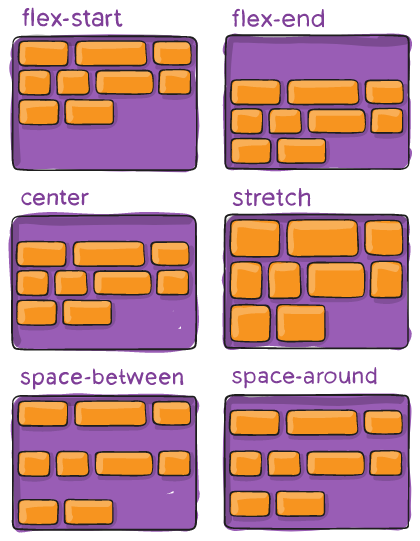 flex-start
flex-end
center
stretch
space-between
space-around